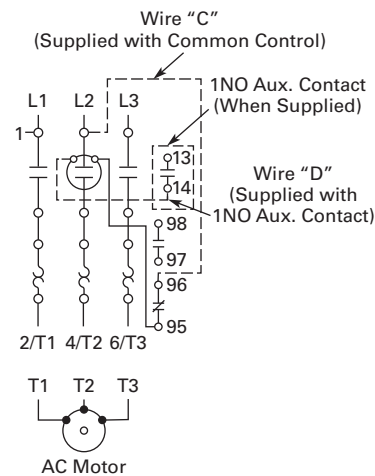 Wire “C”
(Supplied with Common Control)
1NO Aux. Contact
(When Supplied)
L1 L2 L3
1
13
14
Wire “D”
(Supplied with
1NO Aux. Contact)
98
97
96
95
2/T1 4/T2 6/T3
T1 T2 T3
AC Motor